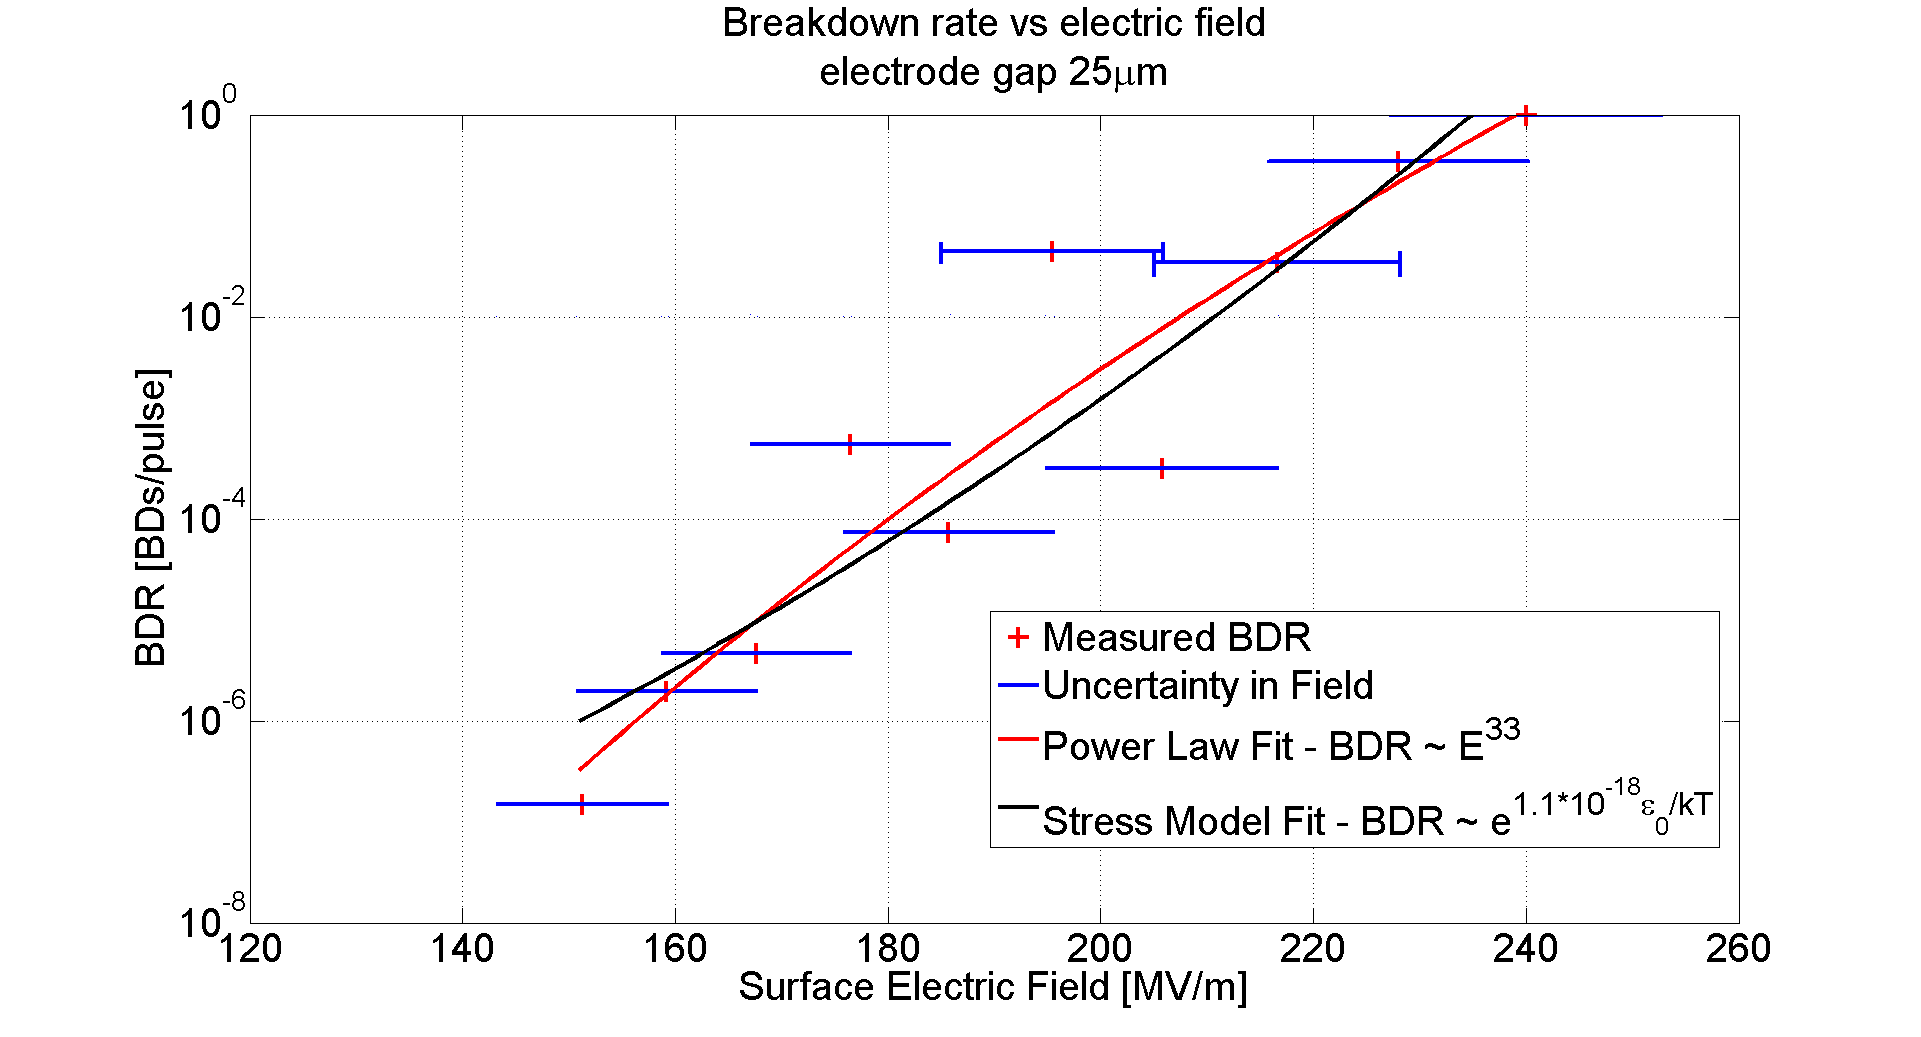 Breakdown rate vs electric field
electrode gap 25μm
10^0
10^-2
10^-4
10^-6
10^-8
BDR [BDs/pulse]
Measured BDR
Uncertainty in Field
Power Law Fit - BDR ~ E^33
Stress Model Fit - BDR ~ e^1.1*10^-18 ε_0/kT
120 140 160 180 200 220 240 260
Surface Electric Field [MV/m]